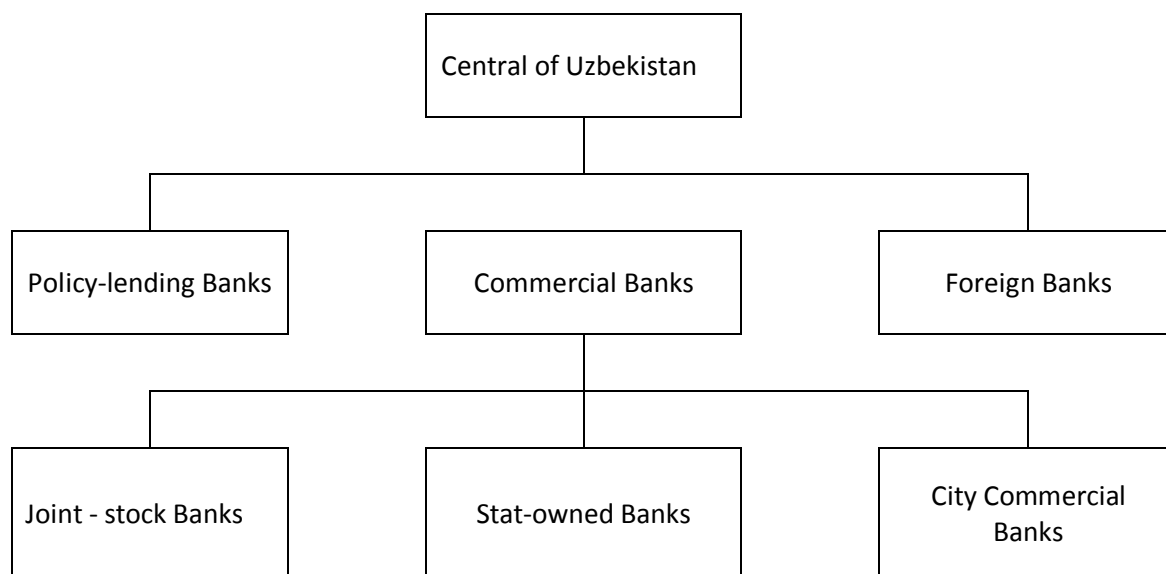 Central of Uzbekistan
Policy-lending Banks
Commercial Banks
Foreign Banks
Joint - stock Banks
Stat-owned Banks
City Commercial
Banks